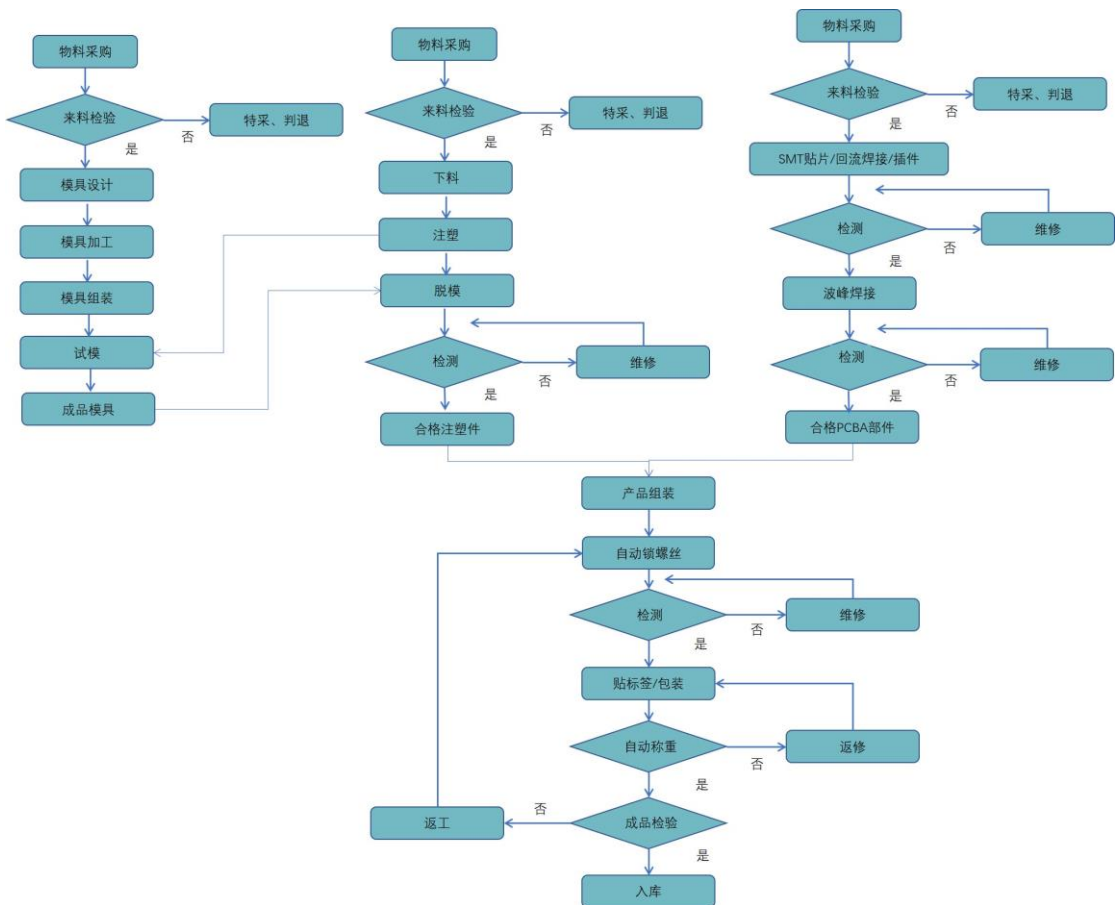 物料采购
来料检验
否
特采、判退
是
模具设计
模具加工
模具组装
试模
成品模具
物料采购
来料检验
否
特采、判退
是
下料
注塑
脱模
检测
否
维修
是
合格注塑件
物料采购
来料检验
否
特采、判退
是
SMT贴片/回流焊接/插件
检测
否
维修
是
波峰焊接
检测
否
维修
是
合格PCBA部件
产品组装
自动锁螺丝
检测
否
维修
是
贴标签/包装
自动称重
否
返修
是
成品检验
否
返工
是
入库